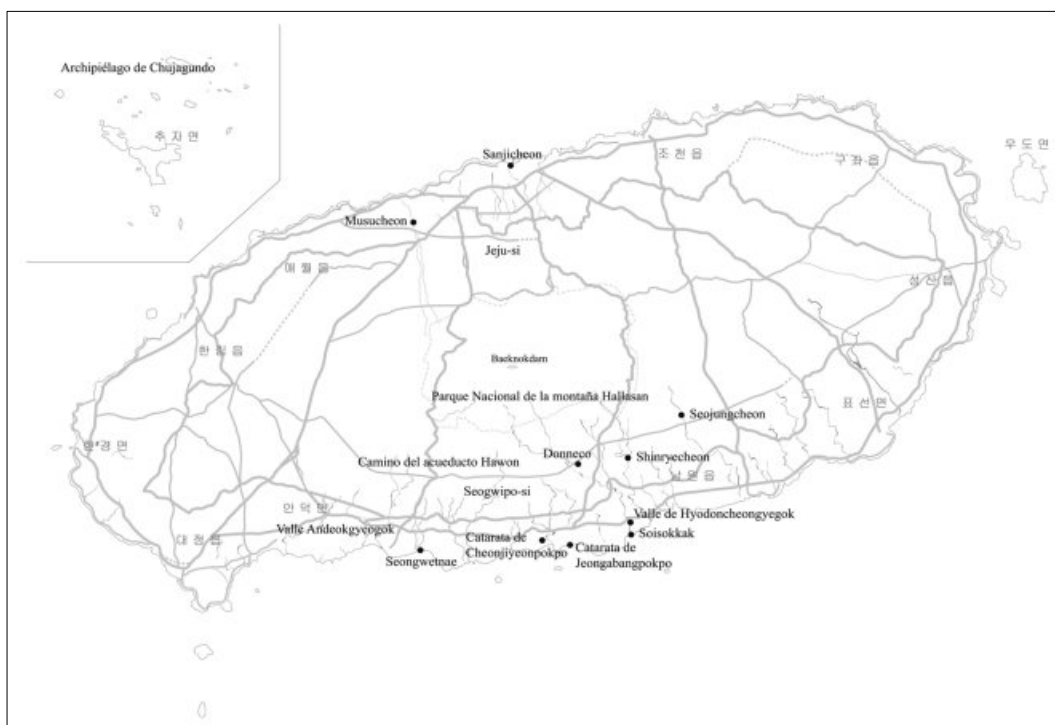 Archipiélago de Chujagundo
추자면
Sanjicheon
조천읍
구좌읍
우도면
Musucheon
Jeju-si
애월읍
성산읍
한림읍
Baeknokdam
Parque Nacional de la montaña Hallasan
표선면
Seojungcheon
한경면
Camino del acueducto Hawon
Donneco
Shinryecheon
남원읍
Seogwipo-si
안덕면
Valle Andeokgyeogok
Valle de Hyodoncheongyegok
대정읍
Soisokkak
Catarata de
Cheonjiyeonpokpo
Catarata de
Jeongabangpokpo
Seongwetnae